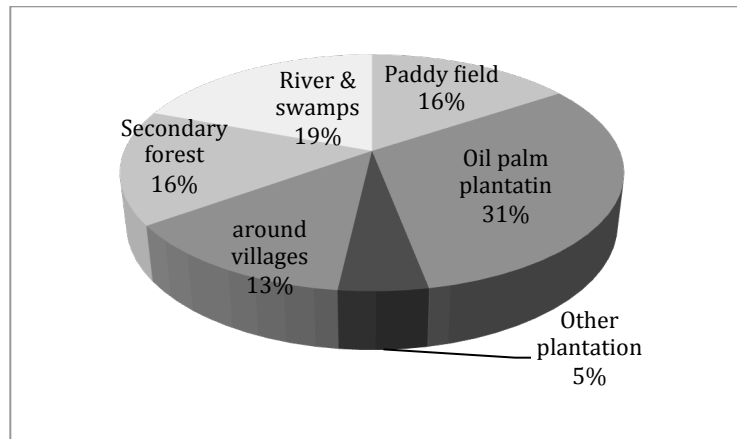 Paddy field
16%
Oil palm
plantatin
31%
Other
plantation
5%
around
villages
13%
Secondary
forest
16%
River &
swamps
19%